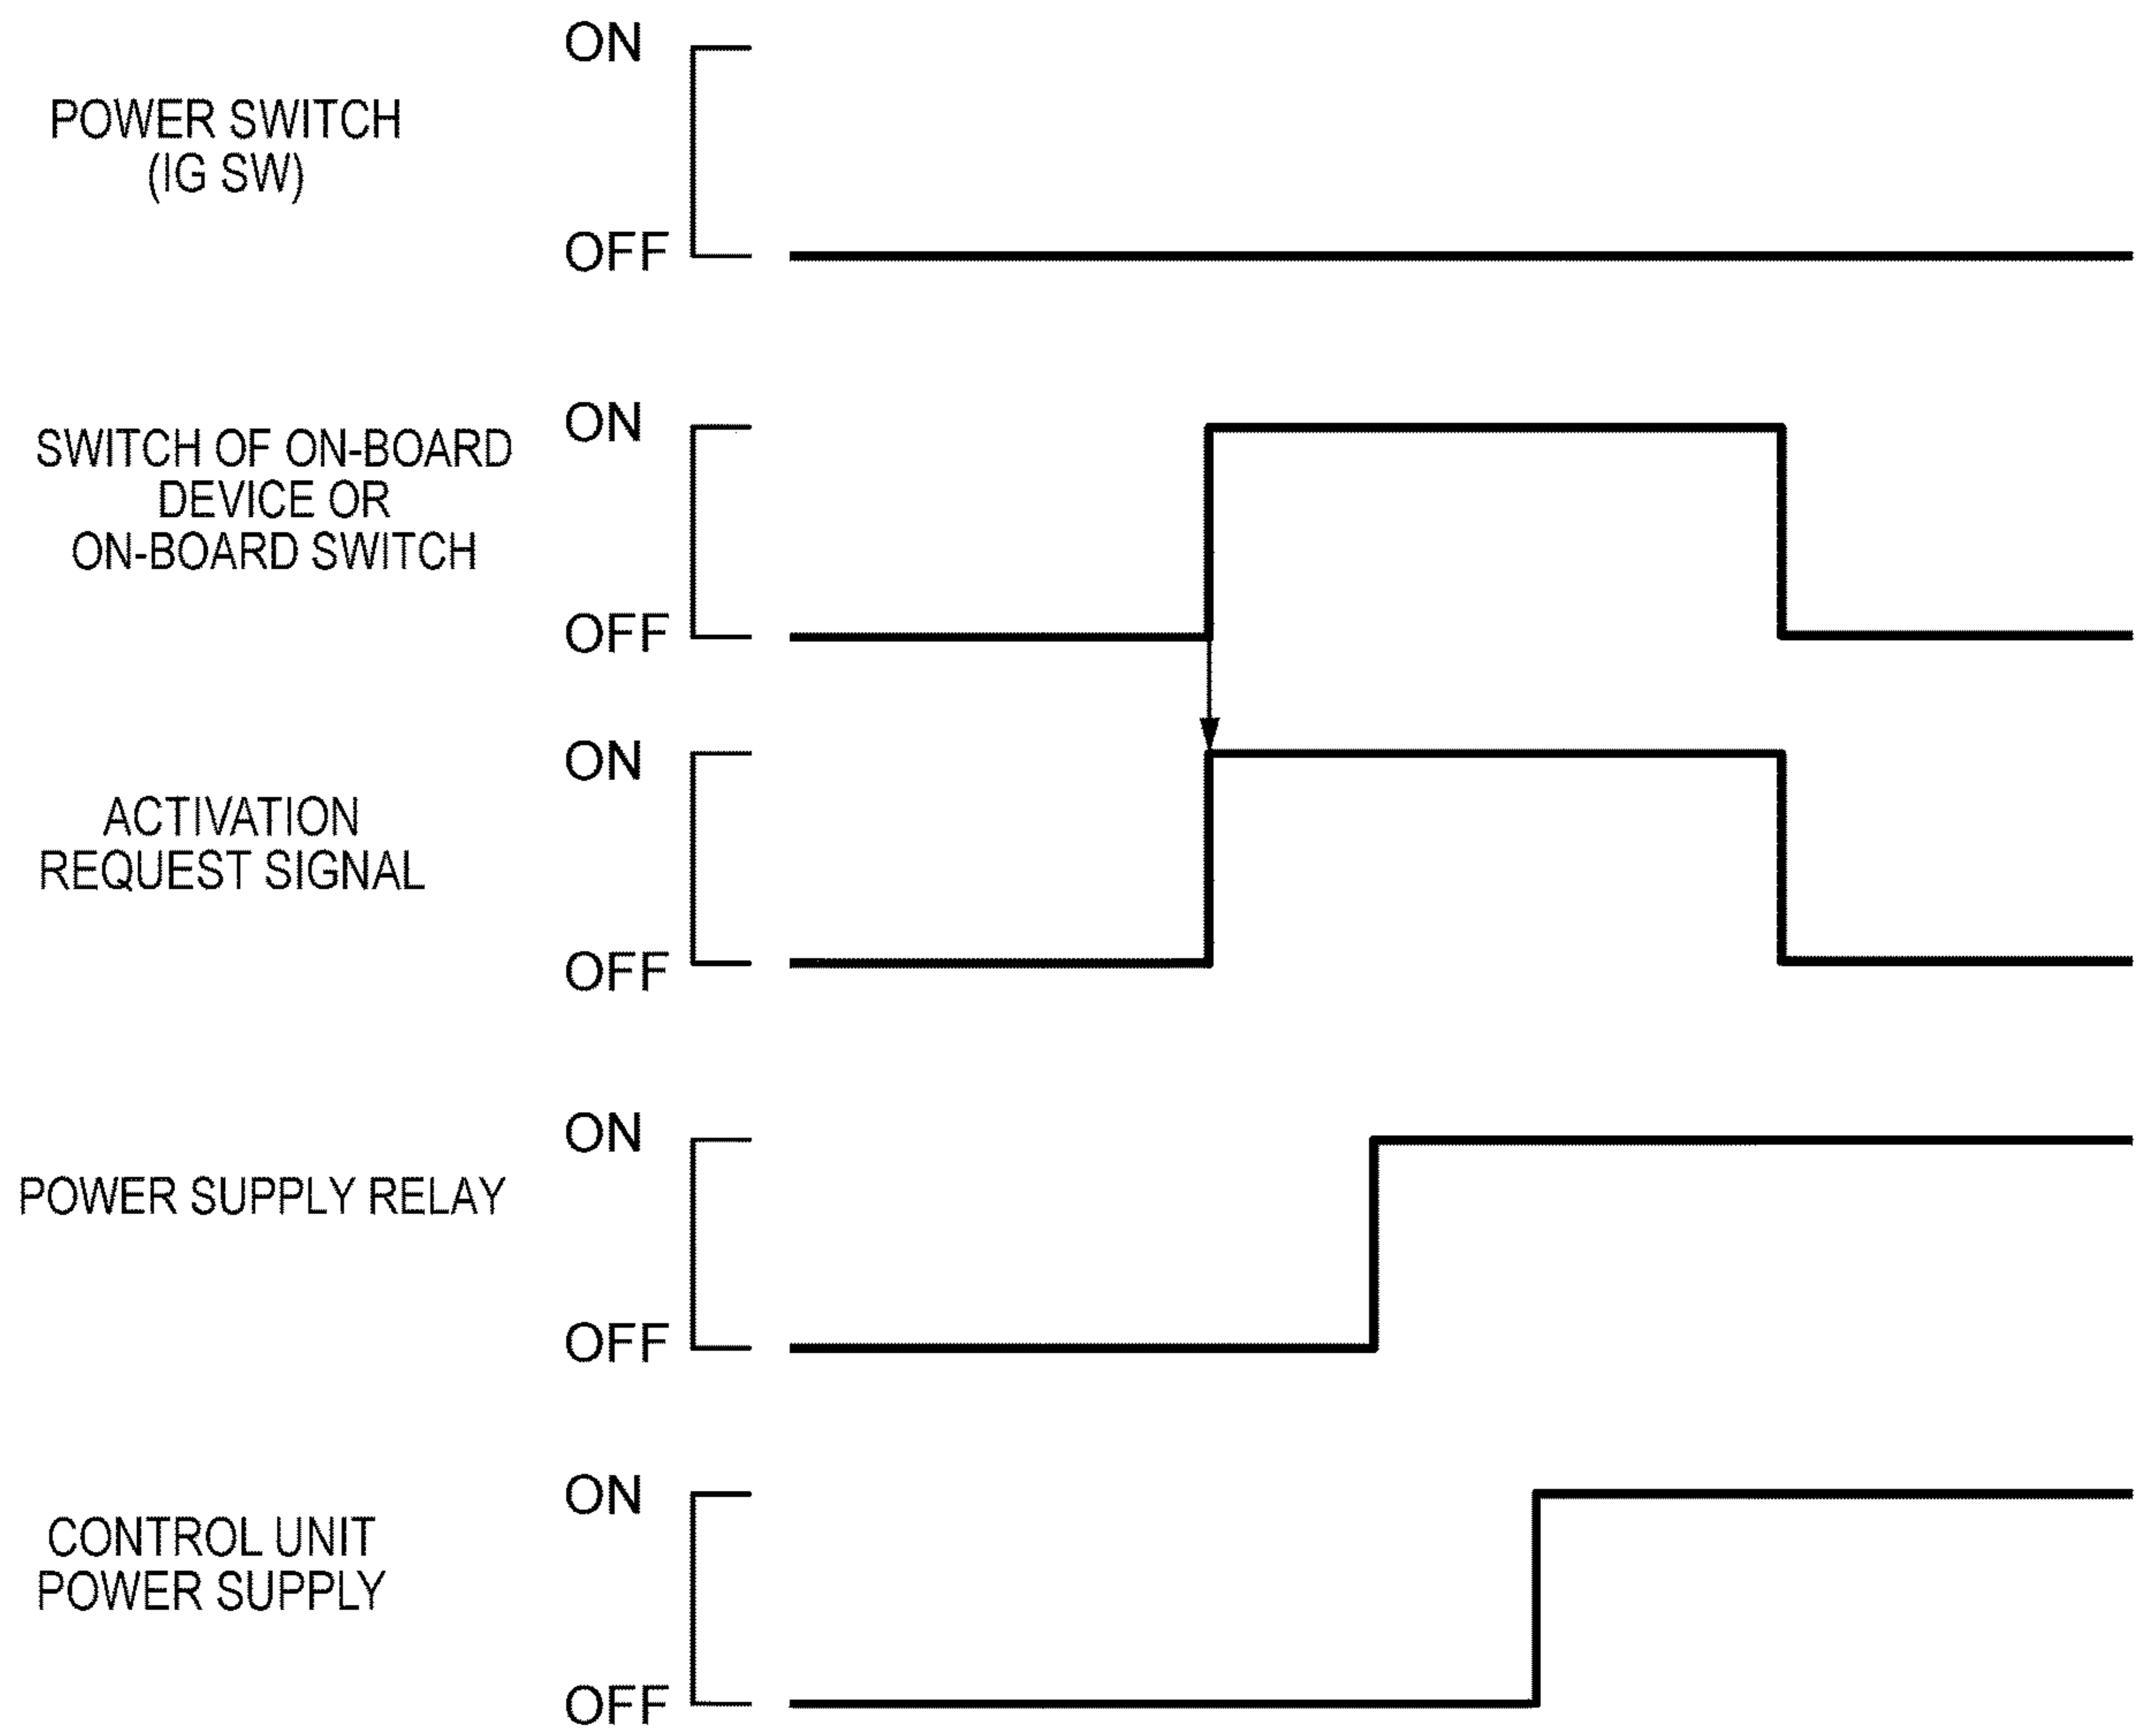 ON
POWER SWITCH
(IG SW)
OFF
ON
SWITCH OF ON-BOARD
DEVICE OR
ON-BOARD SWITCH
OFF
ON
ACTIVATION
REQUEST SIGNAL
OFF
ON
POWER SUPPLY RELAY
OFF
ON
CONTROL UNIT
POWER SUPPLY
OFF